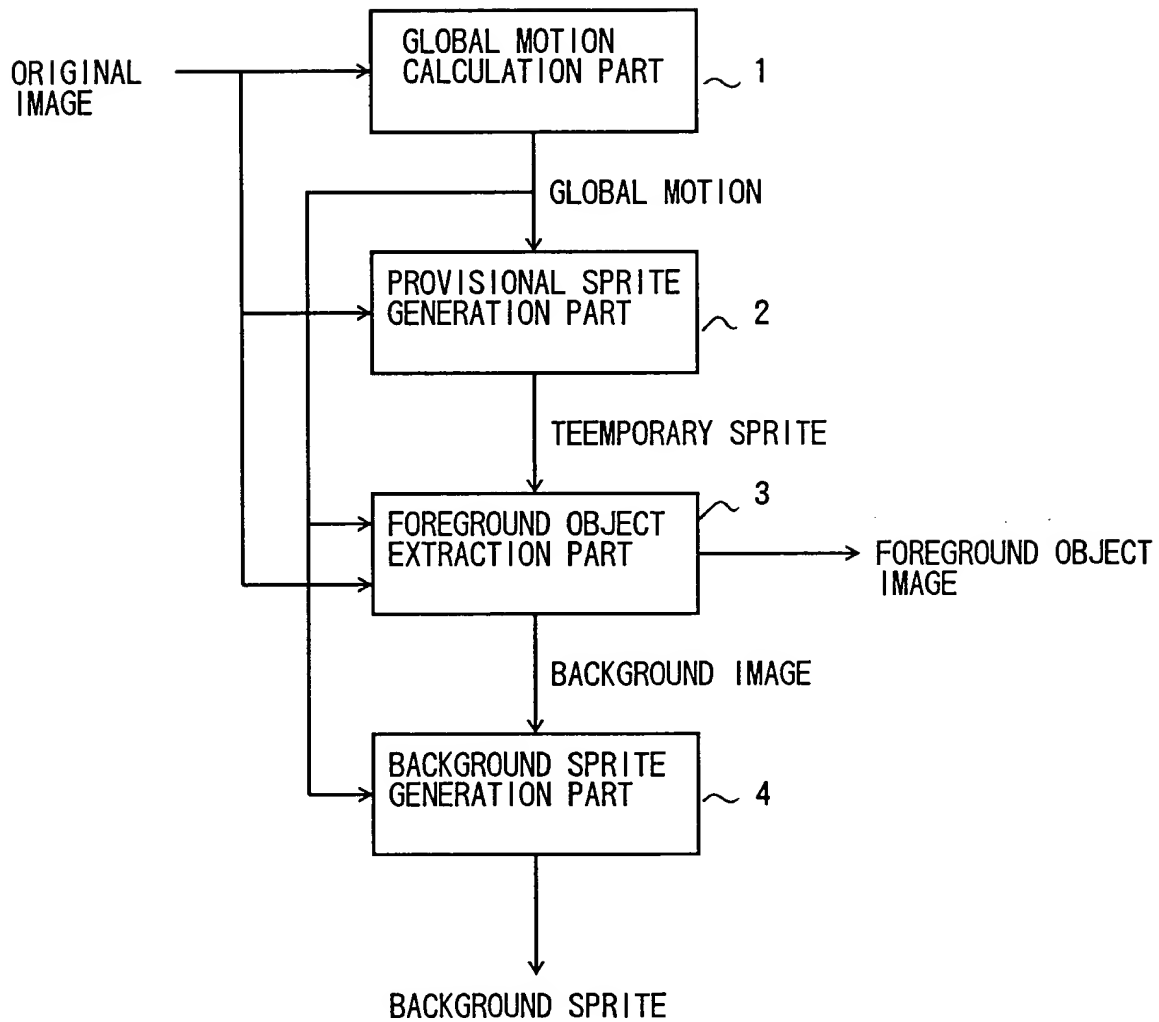 GLOBAL MOTION
CALCULATION PART
1
ORIGINAL
IMAGE
GLOBAL MOTION
PROVISIONAL SPRITE
GENERATION PART
2
TEEMPORARY SPRITE
3
FOREGROUND OBJECT
EXTRACTION PART
FOREGROUND OBJECT
IMAGE
BACKGROUND IMAGE
BACKGROUND SPRITE
GENERATION PART
4
BACKGROUND SPRITE